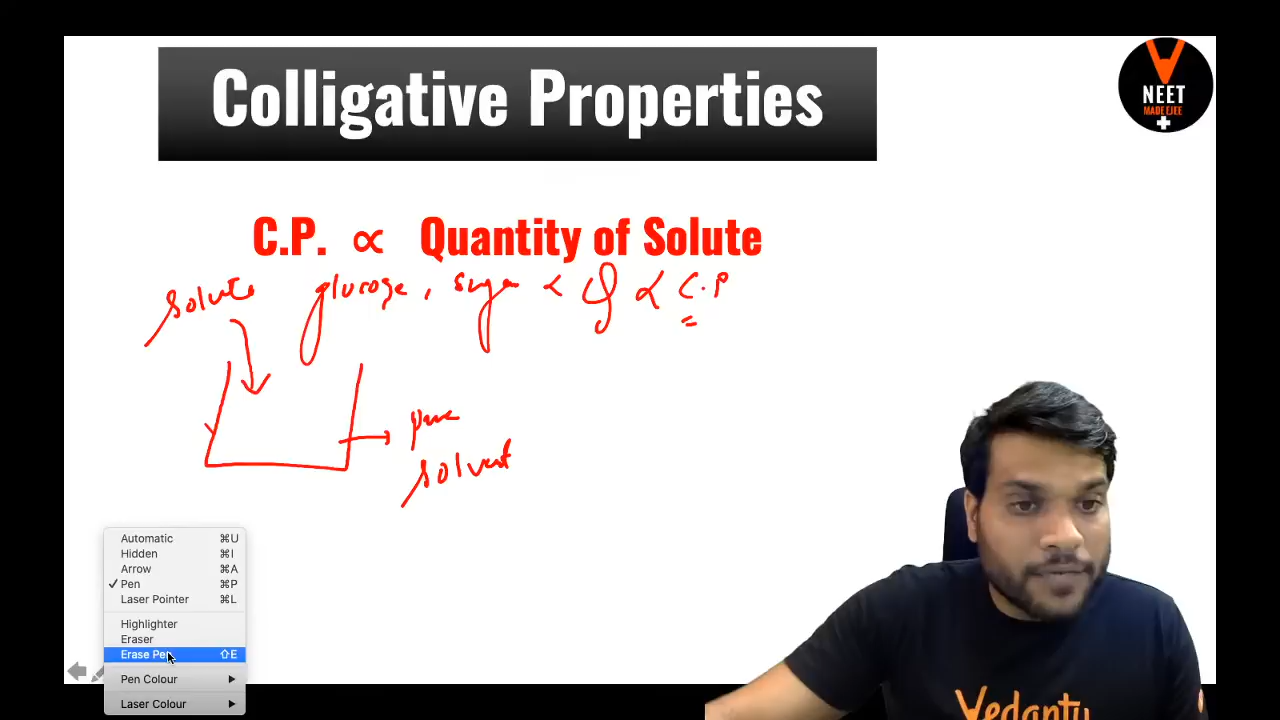 Colligative Properties
NEET
MADE EJEE
C.P. ∝ Quantity of Solute
solute glucose, sugar ∝ Q ∝ C.P
pure
solvent
Automatic ⌘U
Hidden ⌘I
Arrow ⌘A
✓ Pen ⌘P
Laser Pointer ⌘L
Highlighter
Eraser
Erase Pen ⇧E
Pen Colour ▶
Laser Colour ▶
Vedantu